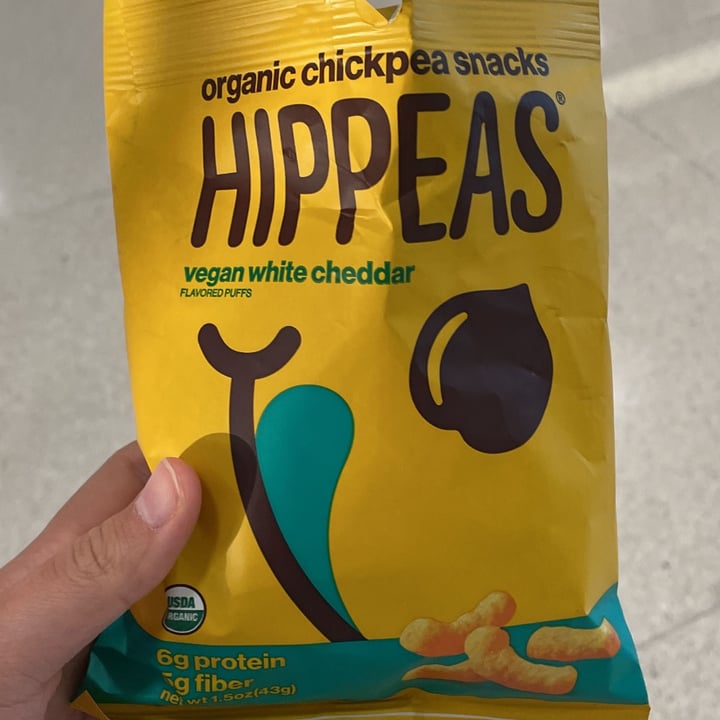 organic chickpea snacks
HIPPEAS®
vegan white cheddar
FLAVORED PUFFS
USDA
ORGANIC
6g protein
5g fiber
net wt 1.5oz(43g)